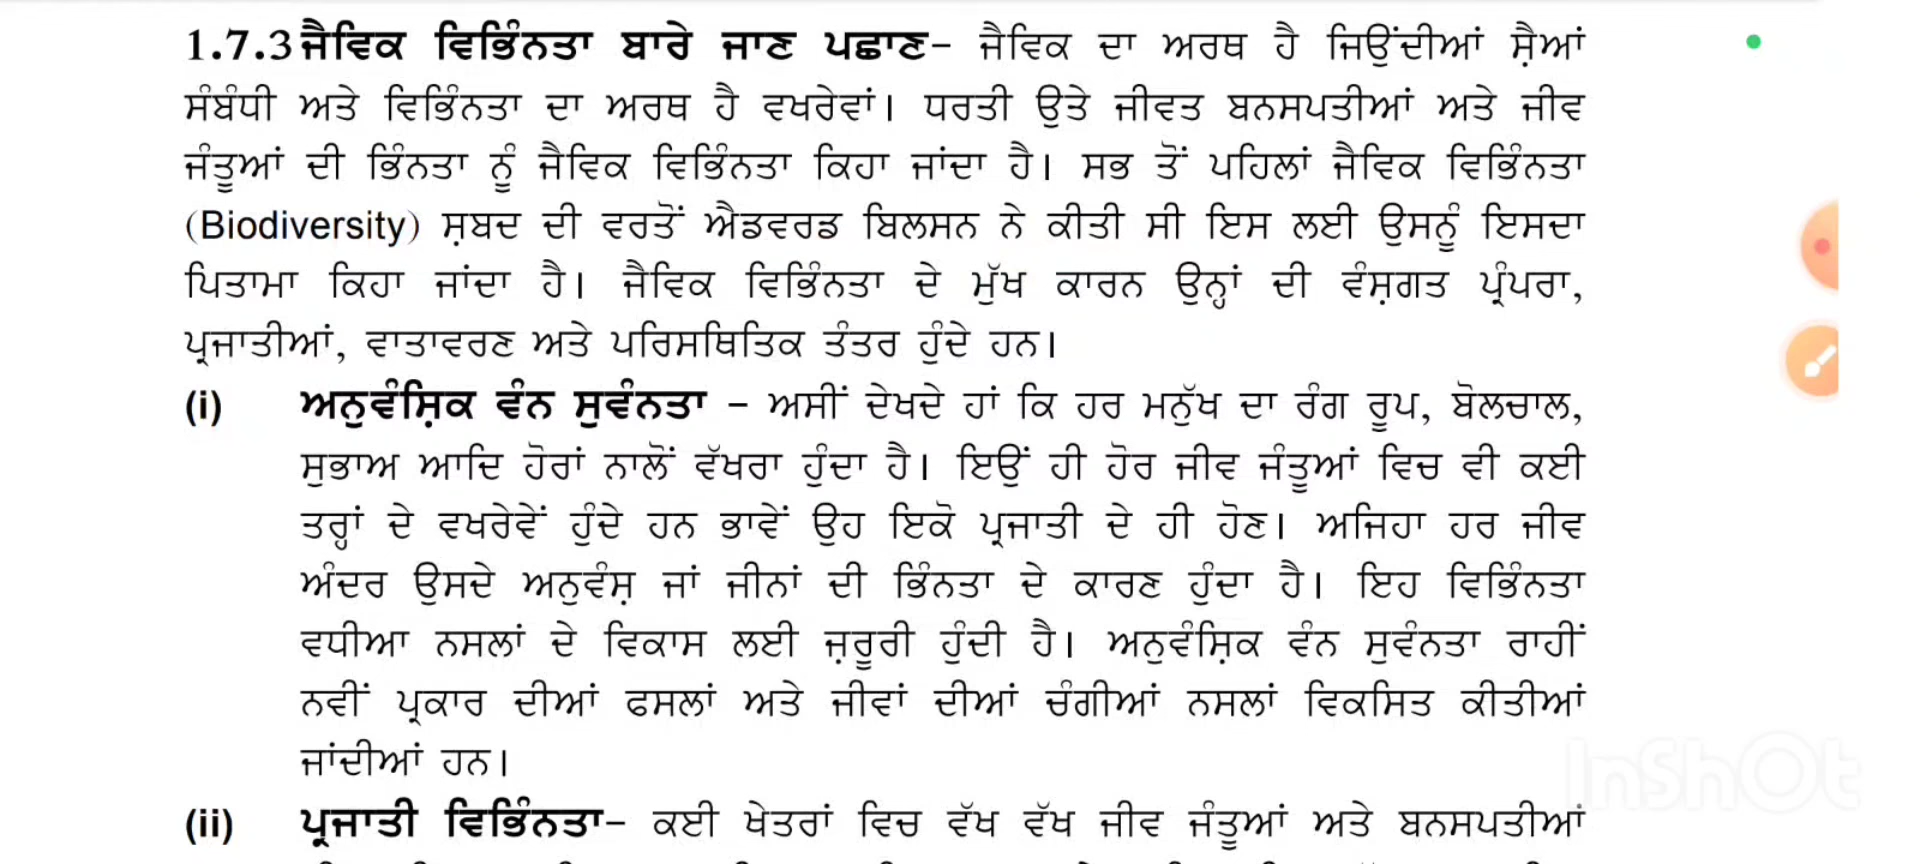 1.7.3 ਜੈਵਿਕ ਵਿਭਿੰਨਤਾ ਬਾਰੇ ਜਾਣ ਪਛਾਣ– ਜੈਵਿਕ ਦਾ ਅਰਥ ਹੈ ਜਿਉਂਦੀਆਂ ਸ਼ੈਆਂ
ਸੰਬੰਧੀ ਅਤੇ ਵਿਭਿੰਨਤਾ ਦਾ ਅਰਥ ਹੈ ਵਖਰੇਵਾਂ। ਧਰਤੀ ਉਤੇ ਜੀਵਤ ਬਨਸਪਤੀਆਂ ਅਤੇ ਜੀਵ
ਜੰਤੂਆਂ ਦੀ ਭਿੰਨਤਾ ਨੂੰ ਜੈਵਿਕ ਵਿਭਿੰਨਤਾ ਕਿਹਾ ਜਾਂਦਾ ਹੈ। ਸਭ ਤੋਂ ਪਹਿਲਾਂ ਜੈਵਿਕ ਵਿਭਿੰਨਤਾ
(Biodiversity) ਸ਼ਬਦ ਦੀ ਵਰਤੋਂ ਐਡਵਰਡ ਬਿਲਸਨ ਨੇ ਕੀਤੀ ਸੀ ਇਸ ਲਈ ਉਸਨੂੰ ਇਸਦਾ
ਪਿਤਾਮਾ ਕਿਹਾ ਜਾਂਦਾ ਹੈ। ਜੈਵਿਕ ਵਿਭਿੰਨਤਾ ਦੇ ਮੁੱਖ ਕਾਰਨ ਉਨ੍ਹਾਂ ਦੀ ਵੰਸ਼ਗਤ ਪ੍ਰੰਪਰਾ,
ਪ੍ਰਜਾਤੀਆਂ, ਵਾਤਾਵਰਣ ਅਤੇ ਪਰਿਸਥਿਤਿਕ ਤੰਤਰ ਹੁੰਦੇ ਹਨ।
(i) ਅਨੁਵੰਸ਼ਿਕ ਵੰਨ ਸੁਵੰਨਤਾ – ਅਸੀਂ ਦੇਖਦੇ ਹਾਂ ਕਿ ਹਰ ਮਨੁੱਖ ਦਾ ਰੰਗ ਰੂਪ, ਬੋਲਚਾਲ,
ਸੁਭਾਅ ਆਦਿ ਹੋਰਾਂ ਨਾਲੋਂ ਵੱਖਰਾ ਹੁੰਦਾ ਹੈ। ਇਉਂ ਹੀ ਹੋਰ ਜੀਵ ਜੰਤੂਆਂ ਵਿਚ ਵੀ ਕਈ
ਤਰ੍ਹਾਂ ਦੇ ਵਖਰੇਵੇਂ ਹੁੰਦੇ ਹਨ ਭਾਵੇਂ ਉਹ ਇਕੋ ਪ੍ਰਜਾਤੀ ਦੇ ਹੀ ਹੋਣ। ਅਜਿਹਾ ਹਰ ਜੀਵ
ਅੰਦਰ ਉਸਦੇ ਅਨੁਵੰਸ਼ ਜਾਂ ਜੀਨਾਂ ਦੀ ਭਿੰਨਤਾ ਦੇ ਕਾਰਣ ਹੁੰਦਾ ਹੈ। ਇਹ ਵਿਭਿੰਨਤਾ
ਵਧੀਆ ਨਸਲਾਂ ਦੇ ਵਿਕਾਸ ਲਈ ਜ਼ਰੂਰੀ ਹੁੰਦੀ ਹੈ। ਅਨੁਵੰਸ਼ਿਕ ਵੰਨ ਸੁਵੰਨਤਾ ਰਾਹੀਂ
ਨਵੀਂ ਪ੍ਰਕਾਰ ਦੀਆਂ ਫਸਲਾਂ ਅਤੇ ਜੀਵਾਂ ਦੀਆਂ ਚੰਗੀਆਂ ਨਸਲਾਂ ਵਿਕਸਿਤ ਕੀਤੀਆਂ
ਜਾਂਦੀਆਂ ਹਨ।
(ii) ਪ੍ਰਜਾਤੀ ਵਿਭਿੰਨਤਾ– ਕਈ ਖੇਤਰਾਂ ਵਿਚ ਵੱਖ ਵੱਖ ਜੀਵ ਜੰਤੂਆਂ ਅਤੇ ਬਨਸਪਤੀਆਂ
InShOt